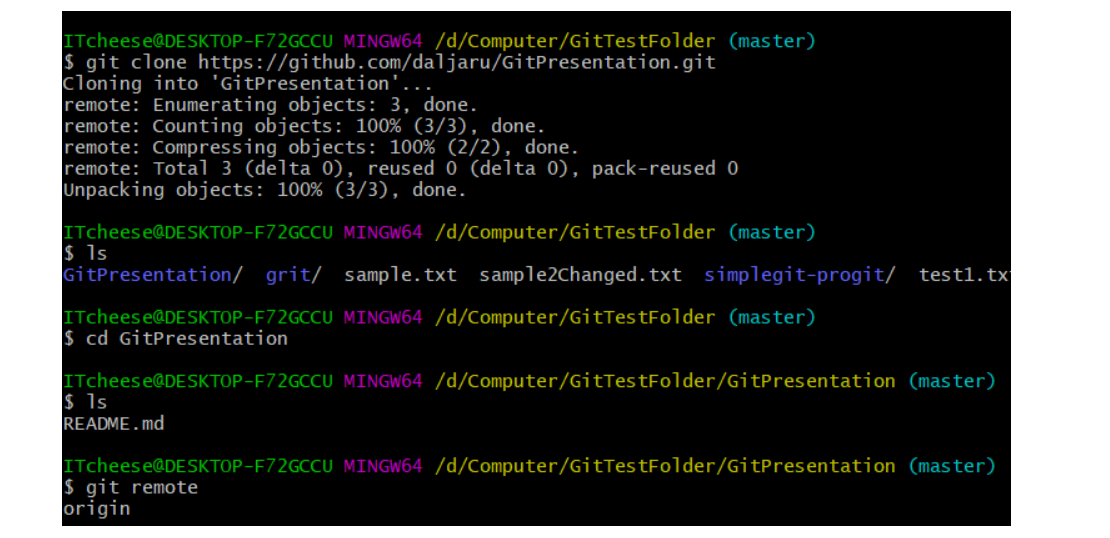 ITcheese@DESKTOP-F72GCCU MINGW64 /d/Computer/GitTestFolder (master)
$ git clone https://github.com/daljaru/GitPresentation.git
Cloning into 'GitPresentation'...
remote: Enumerating objects: 3, done.
remote: Counting objects: 100% (3/3), done.
remote: Compressing objects: 100% (2/2), done.
remote: Total 3 (delta 0), reused 0 (delta 0), pack-reused 0
Unpacking objects: 100% (3/3), done.
ITcheese@DESKTOP-F72GCCU MINGW64 /d/Computer/GitTestFolder (master)
$ ls
GitPresentation/  grit/  sample.txt  sample2Changed.txt  simplegit-progit/  test1.tx
ITcheese@DESKTOP-F72GCCU MINGW64 /d/Computer/GitTestFolder (master)
$ cd GitPresentation
ITcheese@DESKTOP-F72GCCU MINGW64 /d/Computer/GitTestFolder/GitPresentation (master)
$ ls
README.md
ITcheese@DESKTOP-F72GCCU MINGW64 /d/Computer/GitTestFolder/GitPresentation (master)
$ git remote
origin